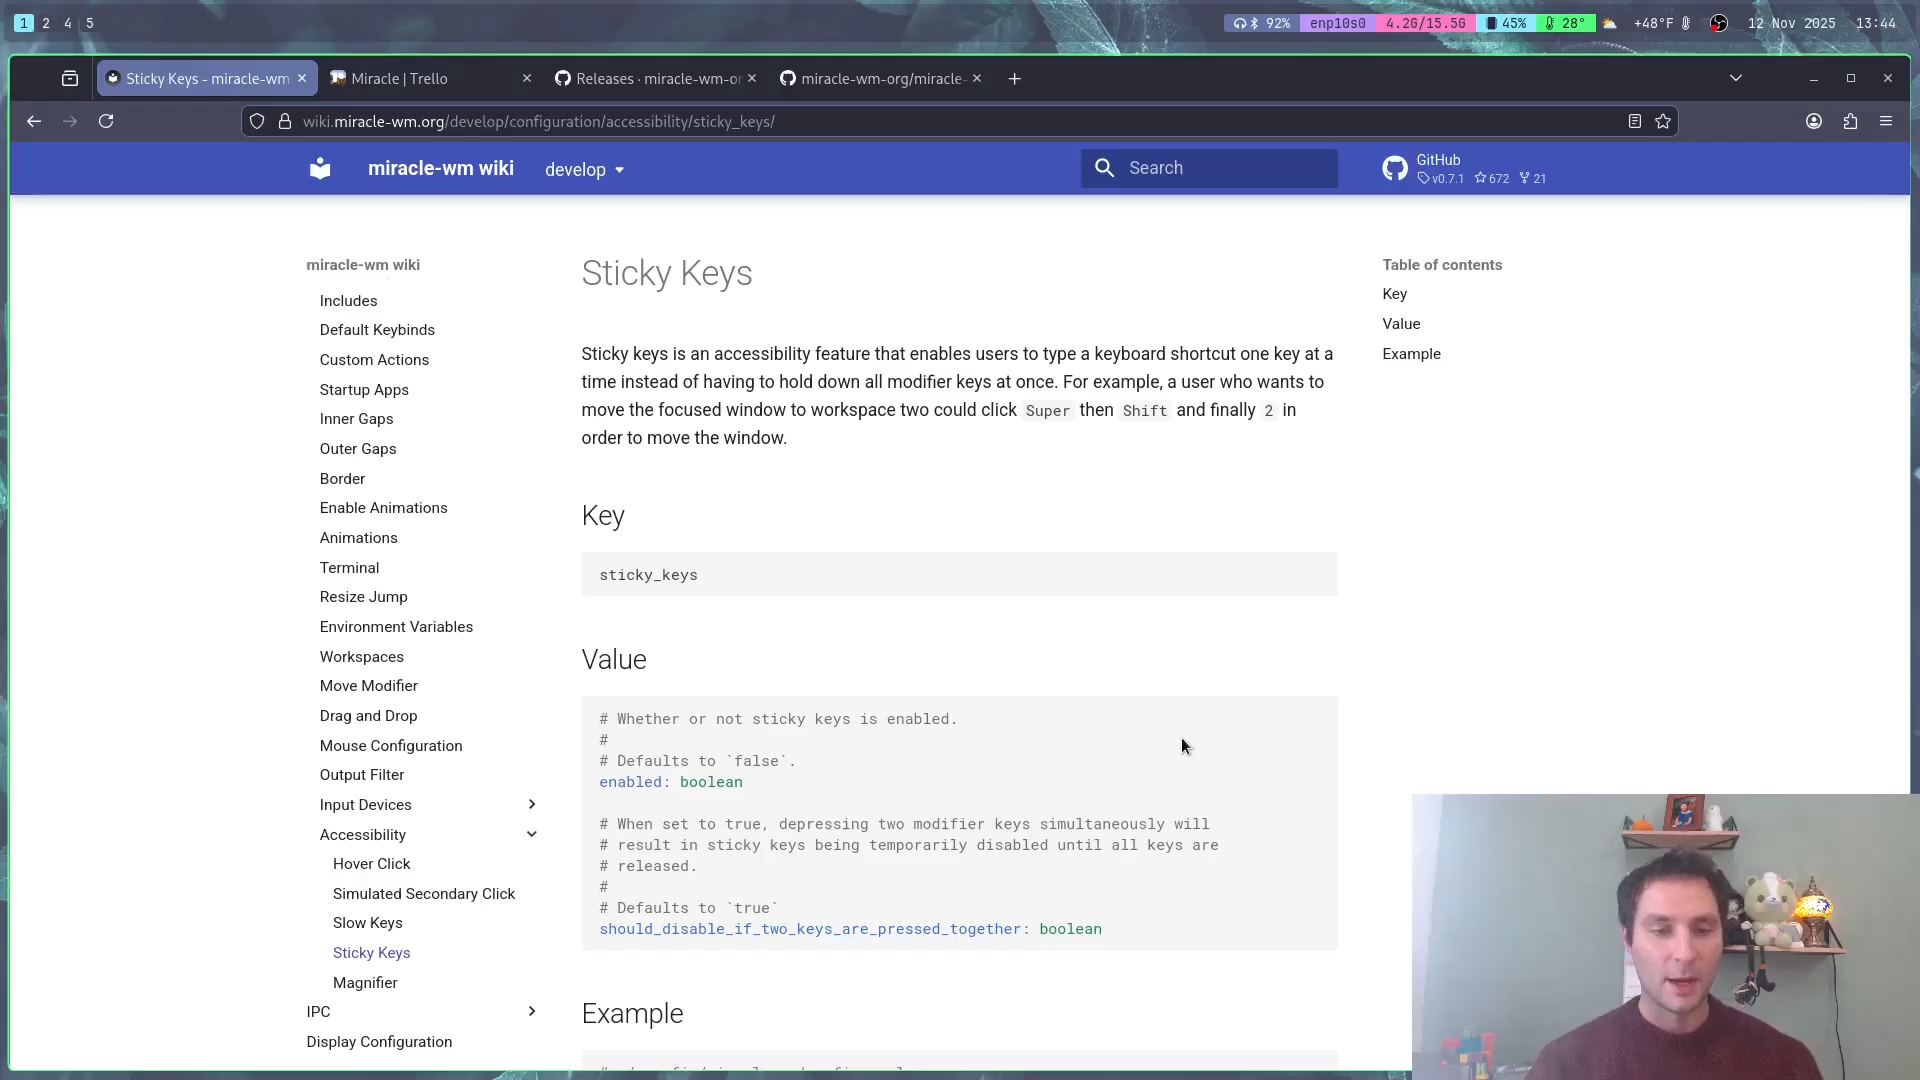 1 2 4 5
92% enp10s0 4.2G/15.5G 45% 28° +48°F 12 Nov 2025 13:44
Sticky Keys - miracle-wm
Miracle | Trello
Releases · miracle-wm-or
miracle-wm-org/miracle-
wiki.miracle-wm.org/develop/configuration/accessibility/sticky_keys/
miracle-wm wiki
develop
Search
GitHub
v0.7.1 672 21
miracle-wm wiki
Includes
Default Keybinds
Custom Actions
Startup Apps
Inner Gaps
Outer Gaps
Border
Enable Animations
Animations
Terminal
Resize Jump
Environment Variables
Workspaces
Move Modifier
Drag and Drop
Mouse Configuration
Output Filter
Input Devices
Accessibility
Hover Click
Simulated Secondary Click
Slow Keys
Sticky Keys
Magnifier
IPC
Display Configuration
Sticky Keys
Sticky keys is an accessibility feature that enables users to type a keyboard shortcut one key at a
time instead of having to hold down all modifier keys at once. For example, a user who wants to
move the focused window to workspace two could click Super then Shift and finally 2 in
order to move the window.
Key
sticky_keys
Value
# Whether or not sticky keys is enabled.
#
# Defaults to `false`.
enabled: boolean
# When set to true, depressing two modifier keys simultaneously will
# result in sticky keys being temporarily disabled until all keys are
# released.
#
# Defaults to `true`
should_disable_if_two_keys_are_pressed_together: boolean
Example
Table of contents
Key
Value
Example